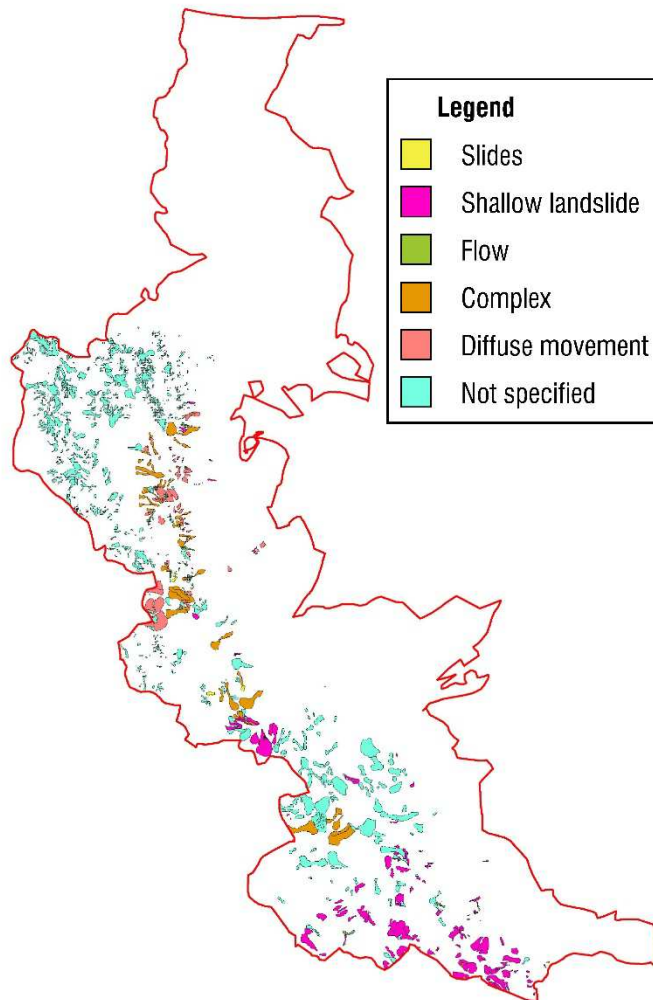 Legend
Slides
Shallow landslide
Flow
Complex
Diffuse movement
Not specified